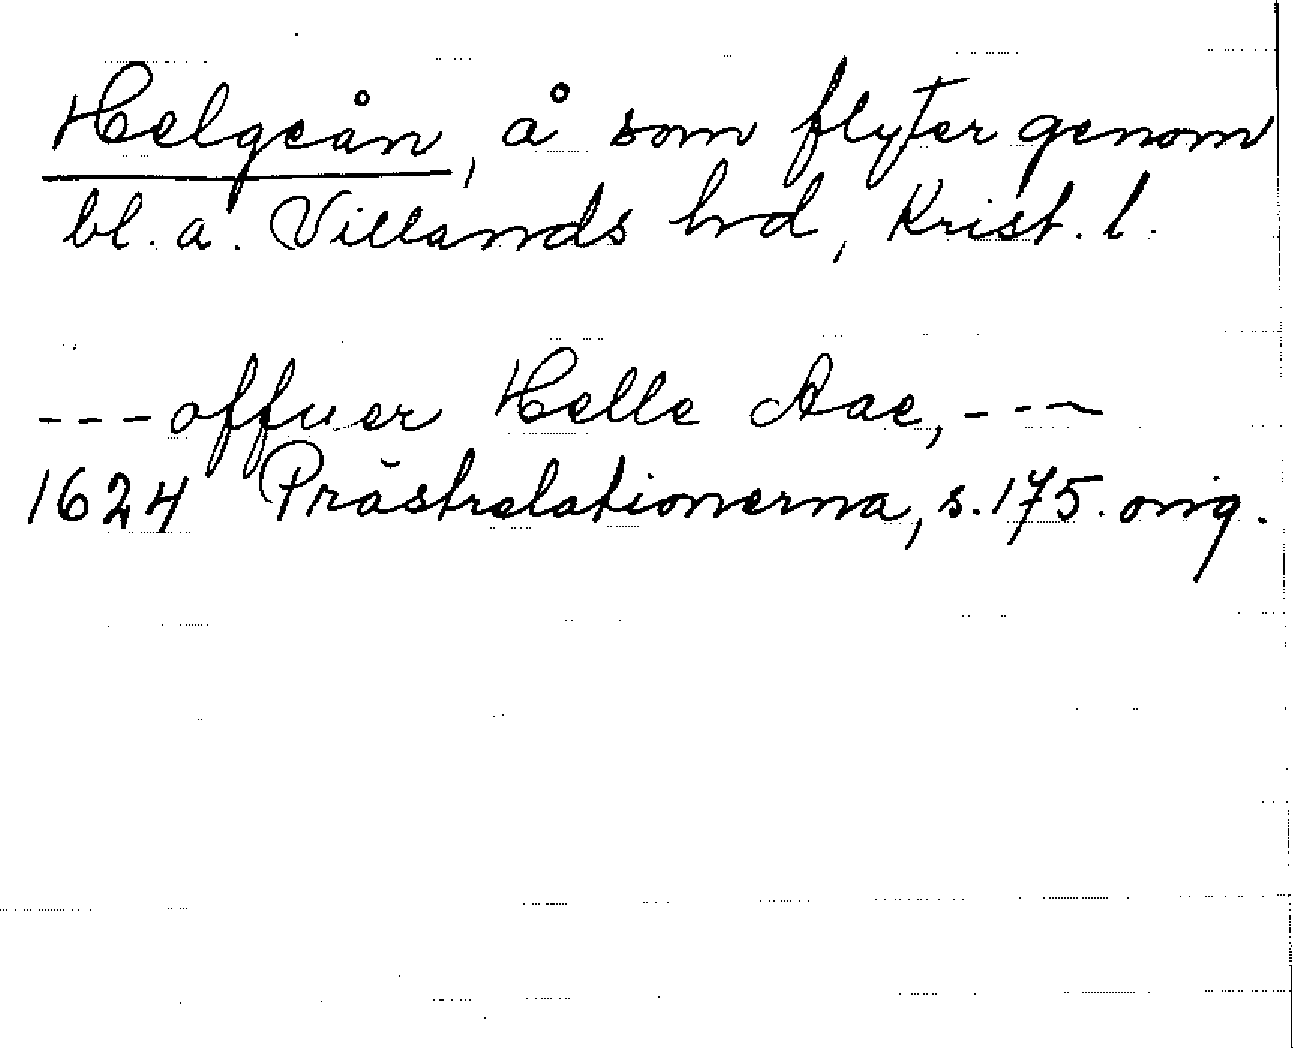 Helgeån, å som flyter genom
bl. a. Villands hd, Krist. l.
---offuer Helle Aae,---
1624 Prästrelationerna, s. 175. orig.